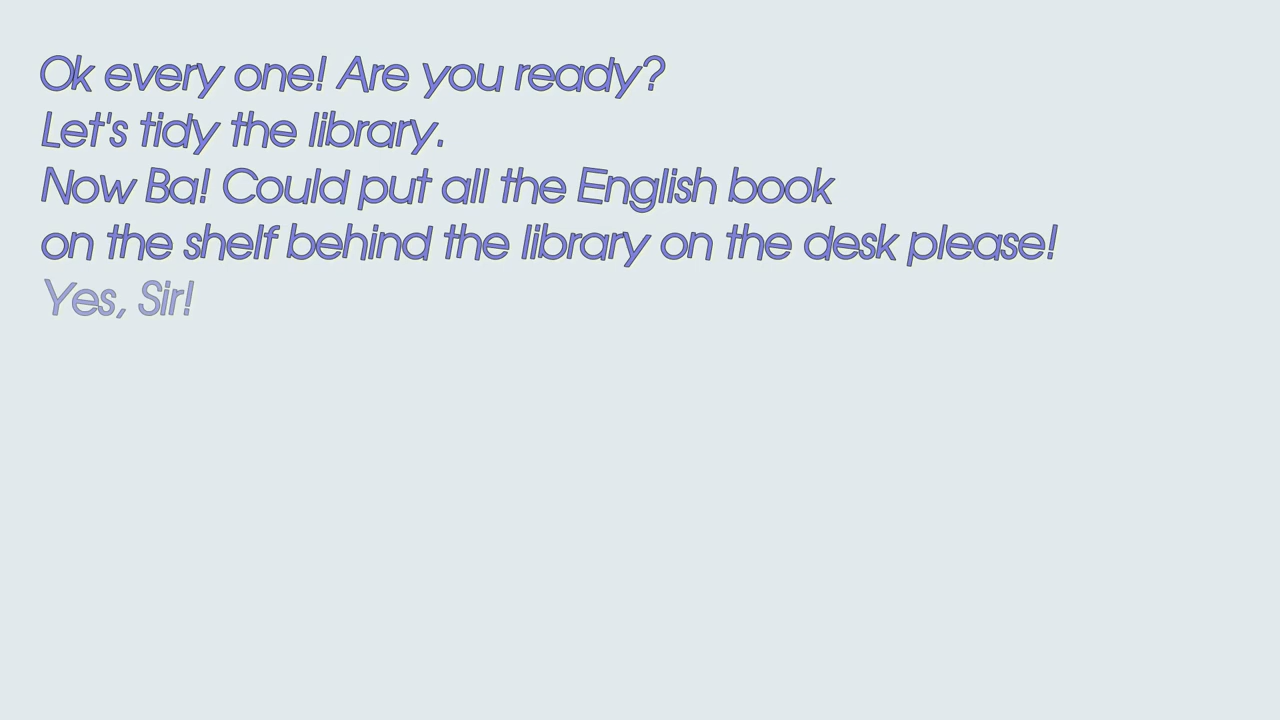 Ok every one! Are you ready?
Let's tidy the library.
Now Ba! Could put all the English book
on the shelf behind the library on the desk please!
Yes, Sir!